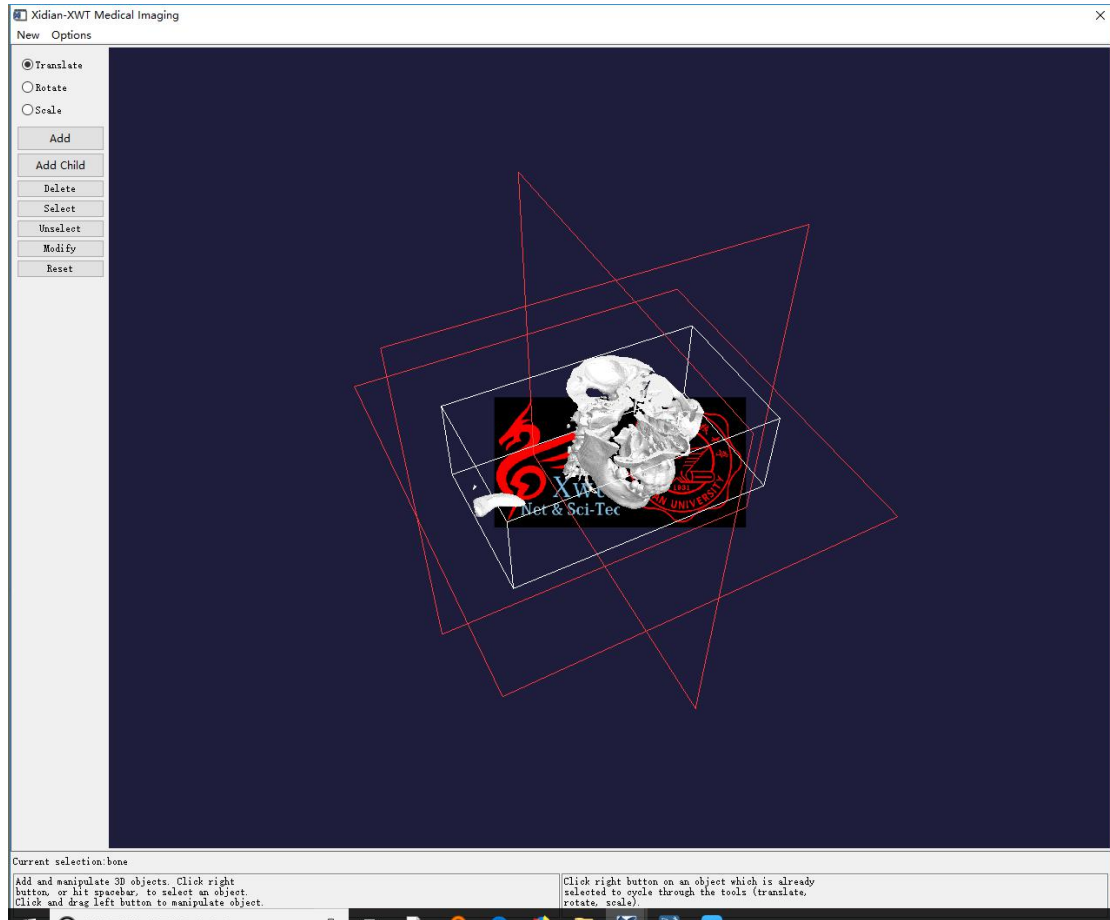 Xidian-XWT Medical Imaging
New Options
Translate
Rotate
Scale
Add
Add Child
Delete
Select
Unselect
Modify
Reset
Net & Sci-Tec
1931
AN UNIVERSITY
Current selection:bone
Add and manipulate 3D objects. Click right
button, or hit spacebar, to select an object.
Click and drag left button to manipulate object.
Click right button on an object which is already
selected to cycle through the tools (translate,
rotate, scale).